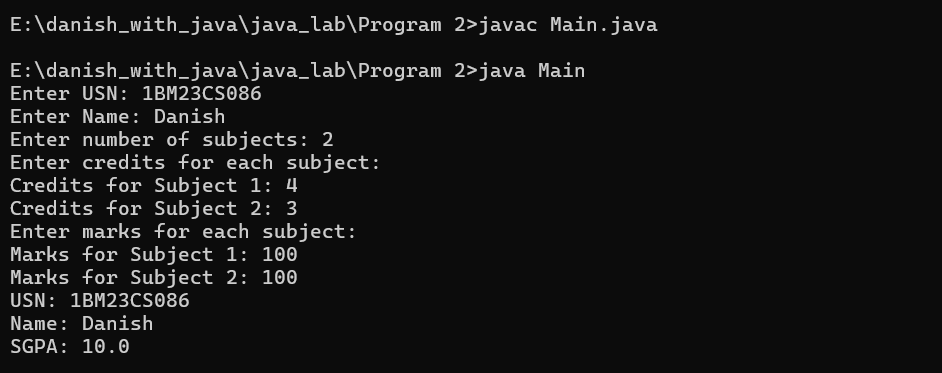 E:\danish_with_java\java_lab\Program 2>javac Main.java
E:\danish_with_java\java_lab\Program 2>java Main
Enter USN: 1BM23CS086
Enter Name: Danish
Enter number of subjects: 2
Enter credits for each subject:
Credits for Subject 1: 4
Credits for Subject 2: 3
Enter marks for each subject:
Marks for Subject 1: 100
Marks for Subject 2: 100
USN: 1BM23CS086
Name: Danish
SGPA: 10.0